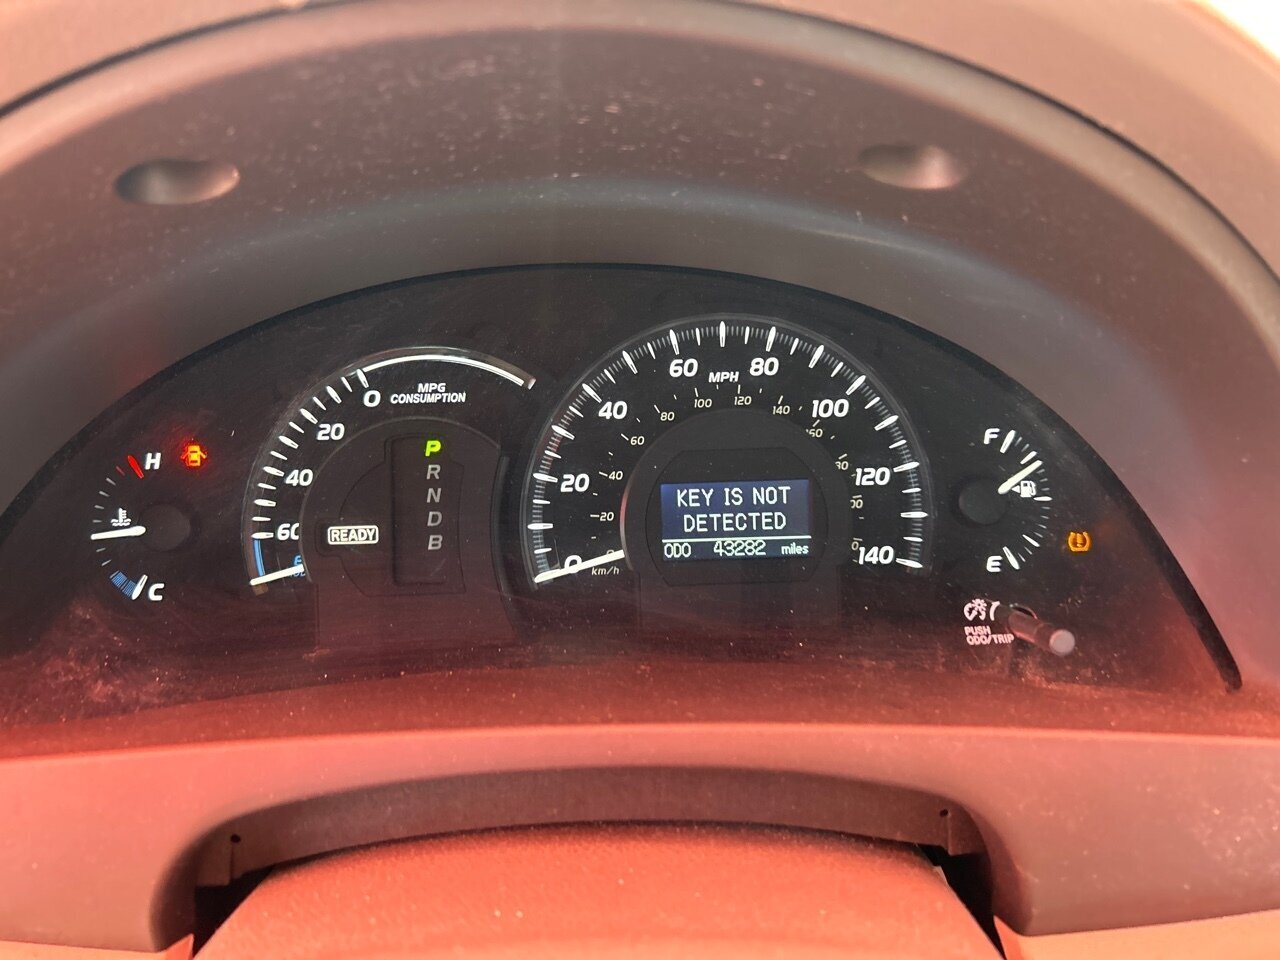 H
C
0
20
40
60
MPG
CONSUMPTION
P
R
N
D
B
READY
0
20
40
60
80
100
120
140
MPH
20
40
60
80
100
120
140
km/h
KEY IS NOT
DETECTED
ODO 43282 miles
F
E
PUSH
ODO/TRIP